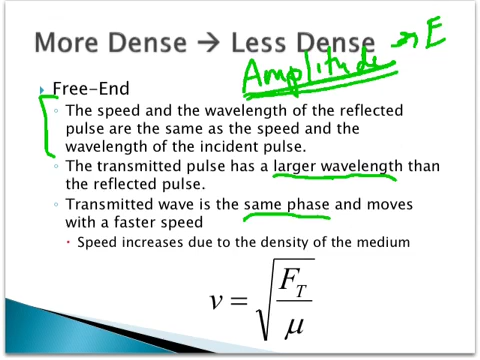 More Dense → Less Dense → E
Amplitude
Free-End
The speed and the wavelength of the reflected
pulse are the same as the speed and the
wavelength of the incident pulse.
The transmitted pulse has a larger wavelength than
the reflected pulse.
Transmitted wave is the same phase and moves
with a faster speed
Speed increases due to the density of the medium
v = √(F_T / μ)